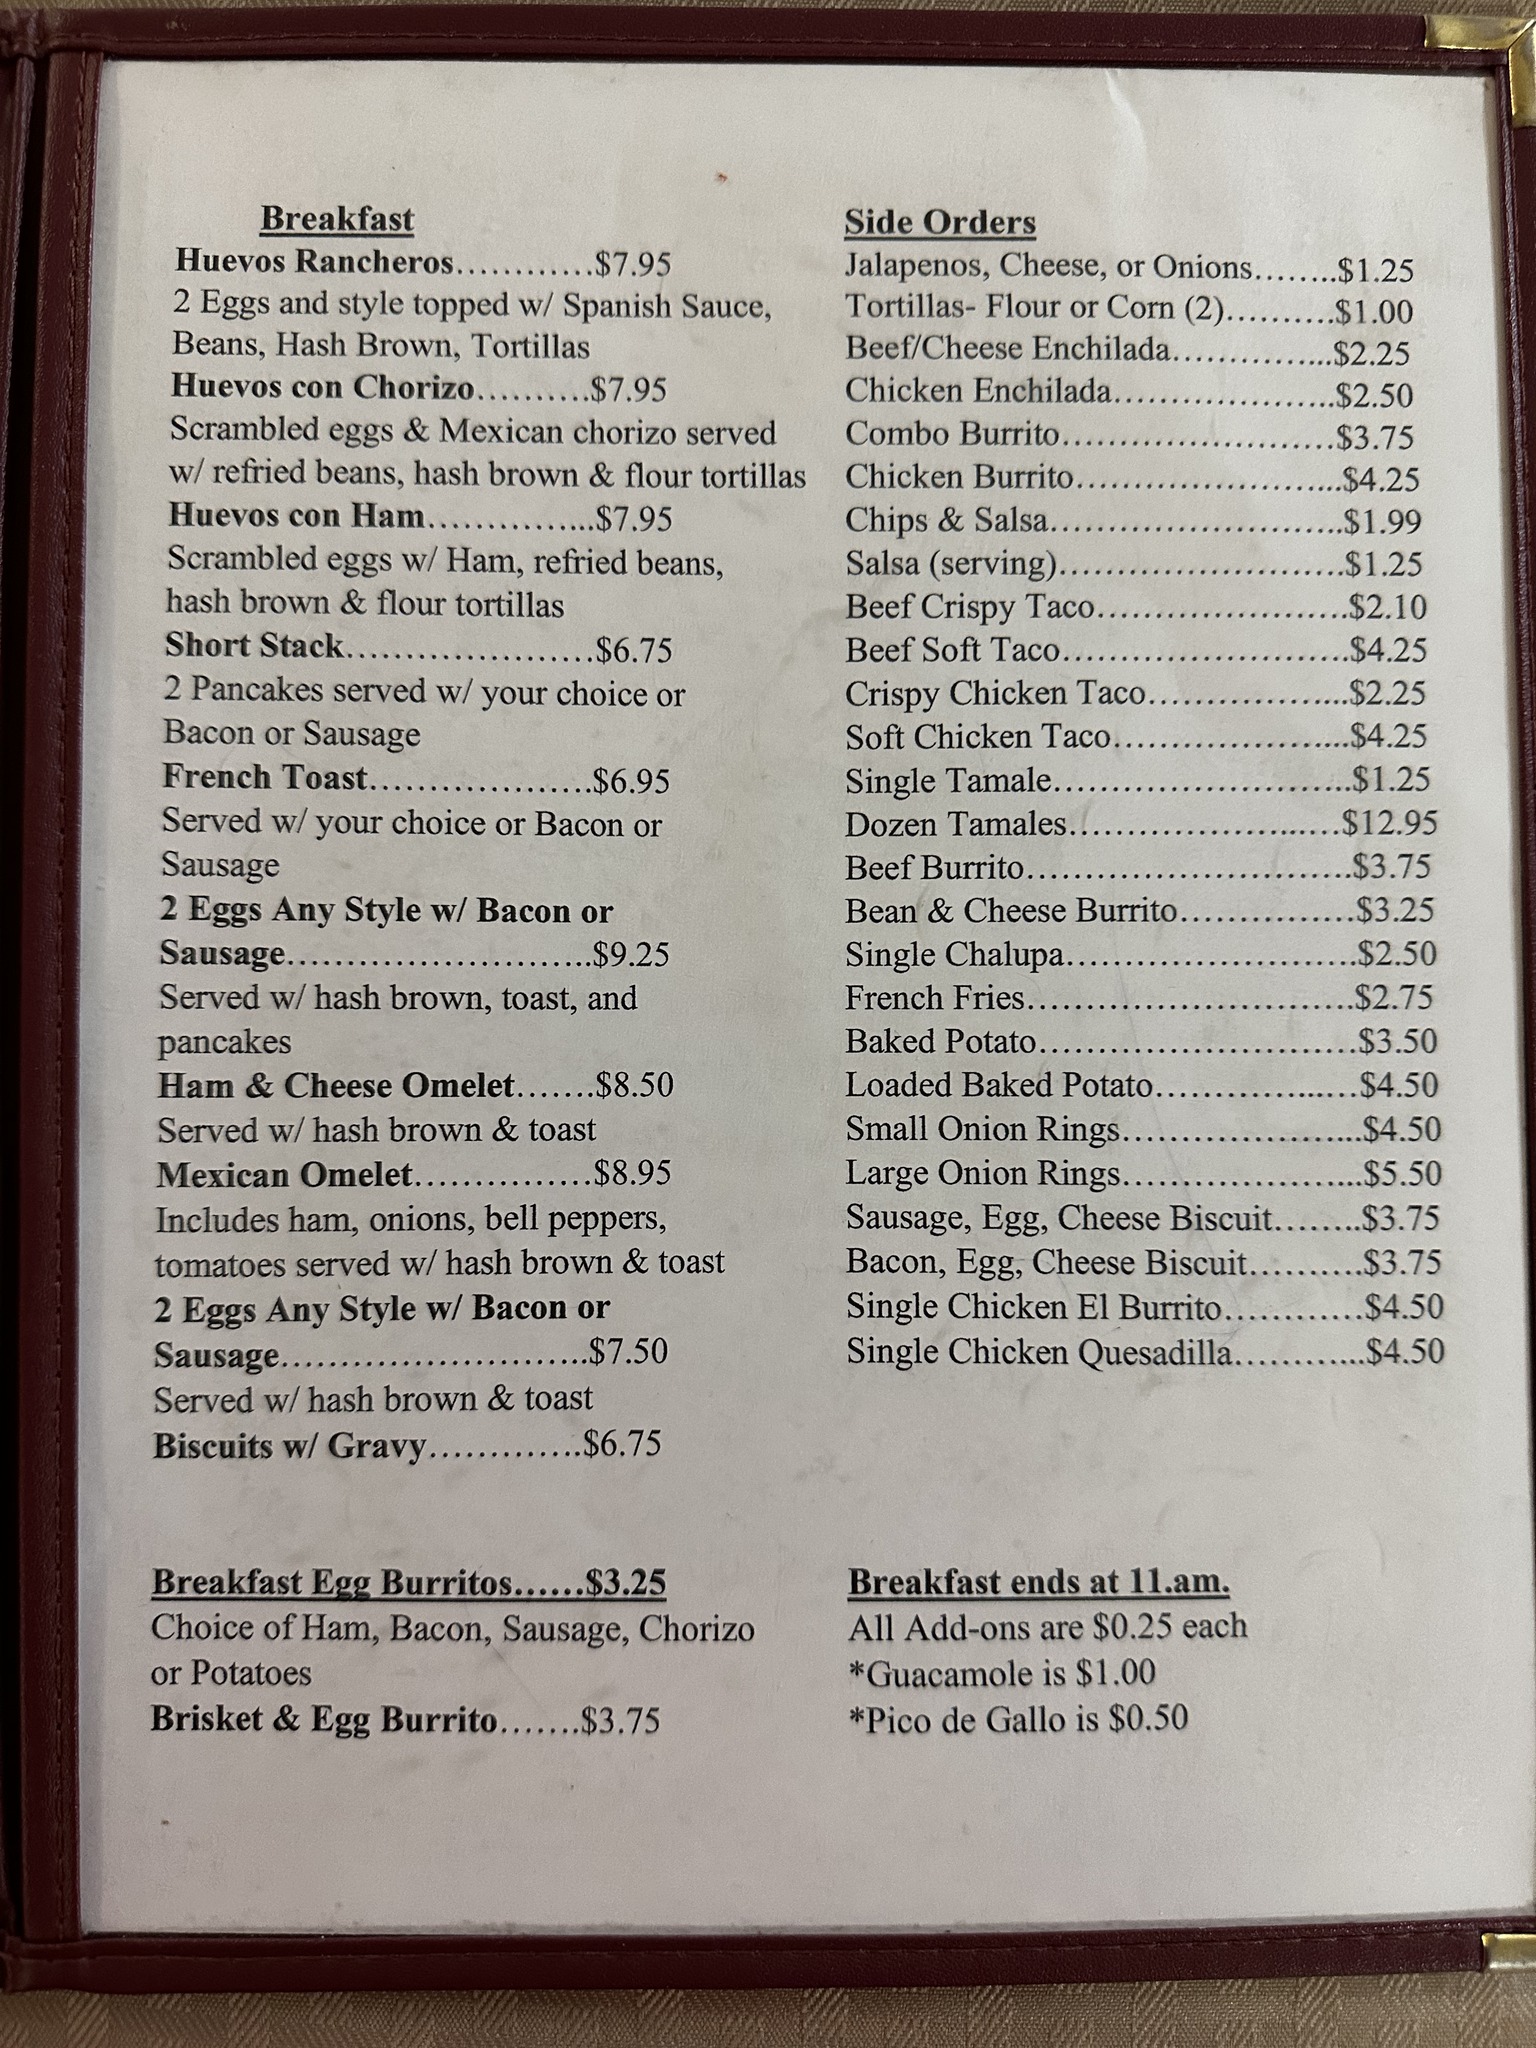 Breakfast
Huevos Rancheros…………$7.95
2 Eggs and style topped w/ Spanish Sauce,
Beans, Hash Brown, Tortillas
Huevos con Chorizo……….$7.95
Scrambled eggs & Mexican chorizo served
w/ refried beans, hash brown & flour tortillas
Huevos con Ham…………...$7.95
Scrambled eggs w/ Ham, refried beans,
hash brown & flour tortillas
Short Stack……………………$6.75
2 Pancakes served w/ your choice or
Bacon or Sausage
French Toast………………….$6.95
Served w/ your choice or Bacon or
Sausage
2 Eggs Any Style w/ Bacon or
Sausage………………………..$9.25
Served w/ hash brown, toast, and
pancakes
Ham & Cheese Omelet…….$8.50
Served w/ hash brown & toast
Mexican Omelet……………$8.95
Includes ham, onions, bell peppers,
tomatoes served w/ hash brown & toast
2 Eggs Any Style w/ Bacon or
Sausage………………………..$7.50
Served w/ hash brown & toast
Biscuits w/ Gravy………….$6.75
Breakfast Egg Burritos……$3.25
Choice of Ham, Bacon, Sausage, Chorizo
or Potatoes
Brisket & Egg Burrito…….$3.75
Side Orders
Jalapenos, Cheese, or Onions……..$1.25
Tortillas- Flour or Corn (2)……….$1.00
Beef/Cheese Enchilada…………...$2.25
Chicken Enchilada………………...$2.50
Combo Burrito…………………….$3.75
Chicken Burrito…………………...$4.25
Chips & Salsa……………………..$1.99
Salsa (serving)…………………….$1.25
Beef Crispy Taco………………….$2.10
Beef Soft Taco…………………….$4.25
Crispy Chicken Taco……………...$2.25
Soft Chicken Taco………………...$4.25
Single Tamale……………………..$1.25
Dozen Tamales………………...….$12.95
Beef Burrito……………………….$3.75
Bean & Cheese Burrito…………….$3.25
Single Chalupa…………………….$2.50
French Fries……………………….$2.75
Baked Potato……………………….$3.50
Loaded Baked Potato…………...…$4.50
Small Onion Rings………………...$4.50
Large Onion Rings………………...$5.50
Sausage, Egg, Cheese Biscuit……..$3.75
Bacon, Egg, Cheese Biscuit……….$3.75
Single Chicken El Burrito…………$4.50
Single Chicken Quesadilla………...$4.50
Breakfast ends at 11.am.
All Add-ons are $0.25 each
*Guacamole is $1.00
*Pico de Gallo is $0.50